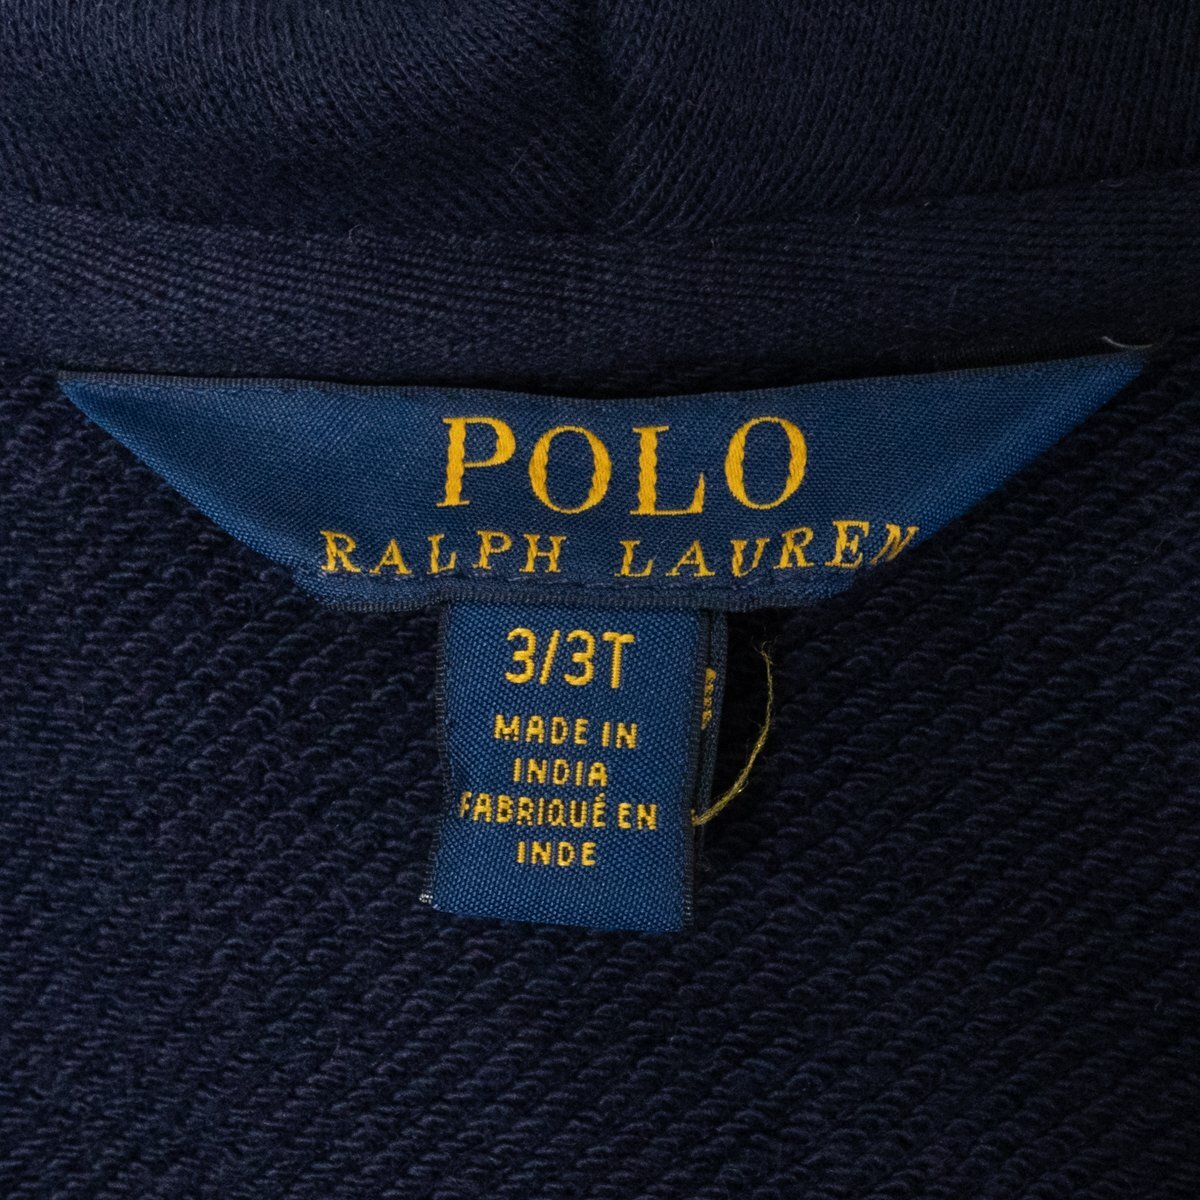 POLO
RALPH LAUREN
3/3T
MADE IN
INDIA
FABRIQUÉ EN
INDE